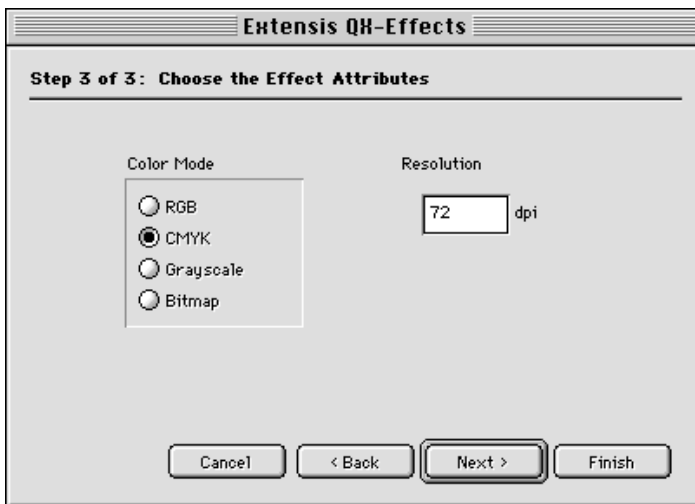 Extensis QX-Effects
Step 3 of 3: Choose the Effect Attributes
Color Mode
Resolution
RGB
72 dpi
CMYK
Grayscale
Bitmap
Cancel
< Back
Next >
Finish